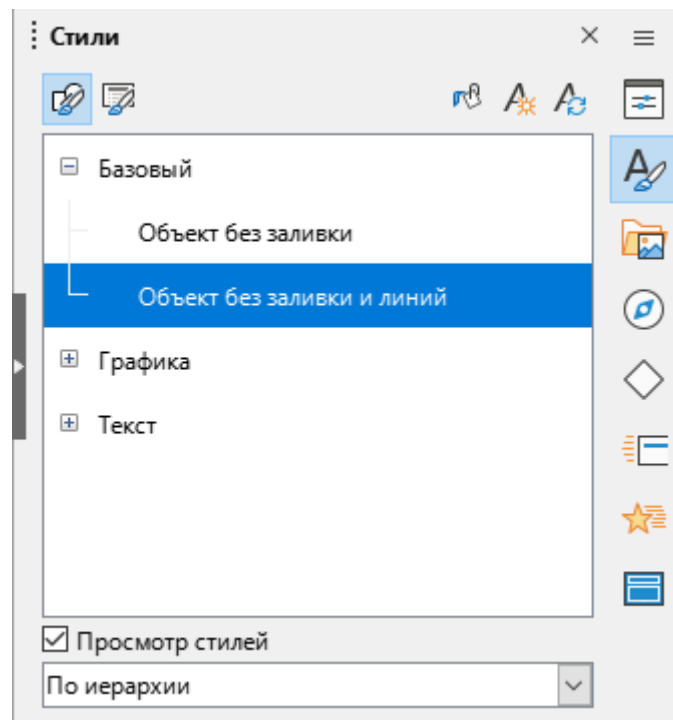 Стили
Базовый
Объект без заливки
Объект без заливки и линий
Графика
Текст
Просмотр стилей
По иерархии